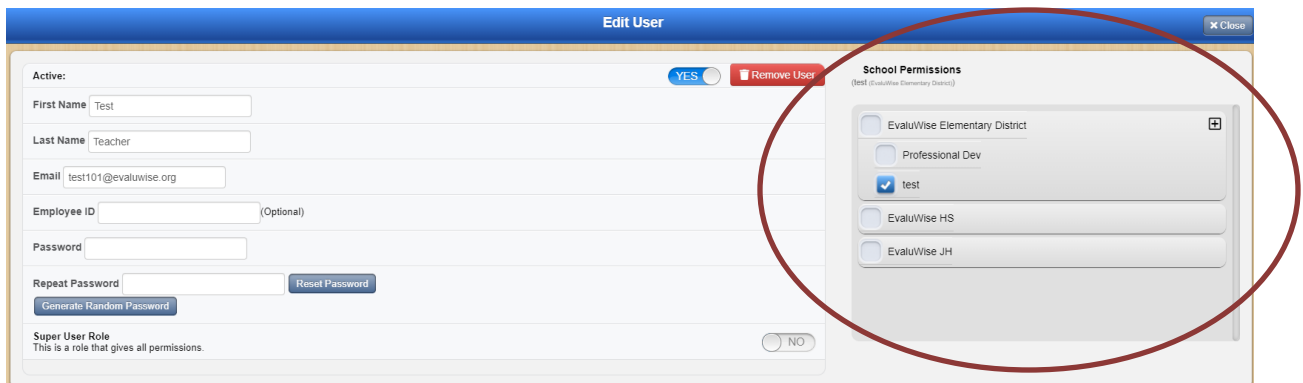 Edit User
× Close
Active:
YES
Remove User
First Name Test
Last Name Teacher
Email test101@evaluwise.org
Employee ID (Optional)
Password
Repeat Password Reset Password
Generate Random Password
Super User Role
This is a role that gives all permissions.
NO
School Permissions
(test (EvaluWise Elementary District))
EvaluWise Elementary District
Professional Dev
test
EvaluWise HS
EvaluWise JH